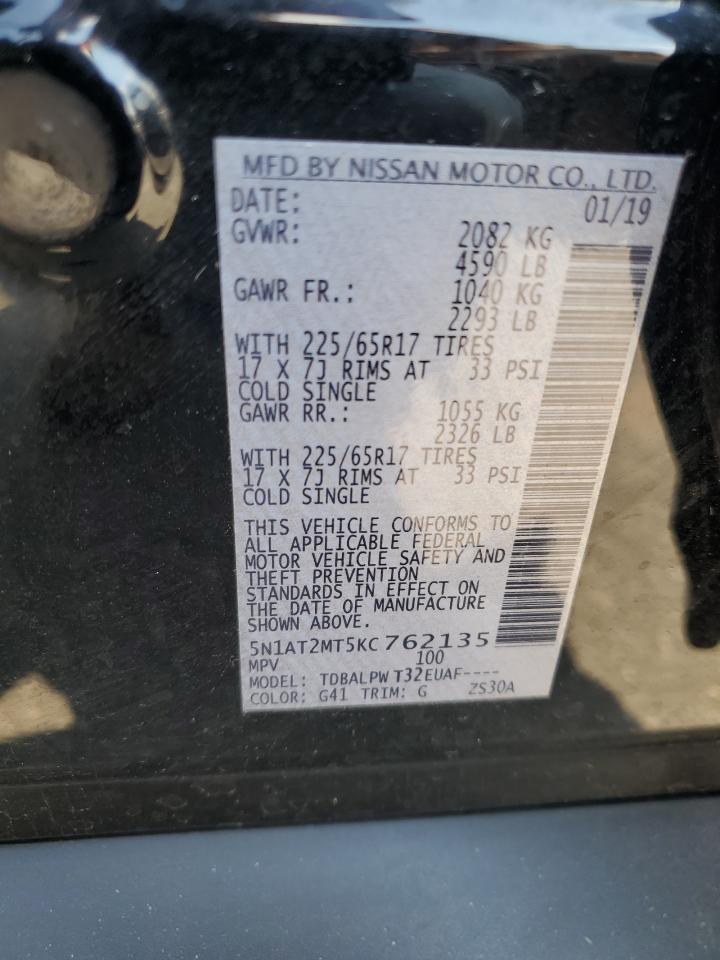 MFD BY NISSAN MOTOR CO., LTD.
DATE: 01/19
GVWR: 2082 KG
4590 LB
GAWR FR.: 1040 KG
2293 LB
WITH 225/65R17 TIRES
17 X 7J RIMS AT 33 PSI
COLD SINGLE
GAWR RR.: 1055 KG
2326 LB
WITH 225/65R17 TIRES
17 X 7J RIMS AT 33 PSI
COLD SINGLE
THIS VEHICLE CONFORMS TO
ALL APPLICABLE FEDERAL
MOTOR VEHICLE SAFETY AND
THEFT PREVENTION
STANDARDS IN EFFECT ON
THE DATE OF MANUFACTURE
SHOWN ABOVE.
5N1AT2MT5KC762135
MPV 100
MODEL: TDBALPW T32EUAF----
COLOR: G41 TRIM: G ZS30A